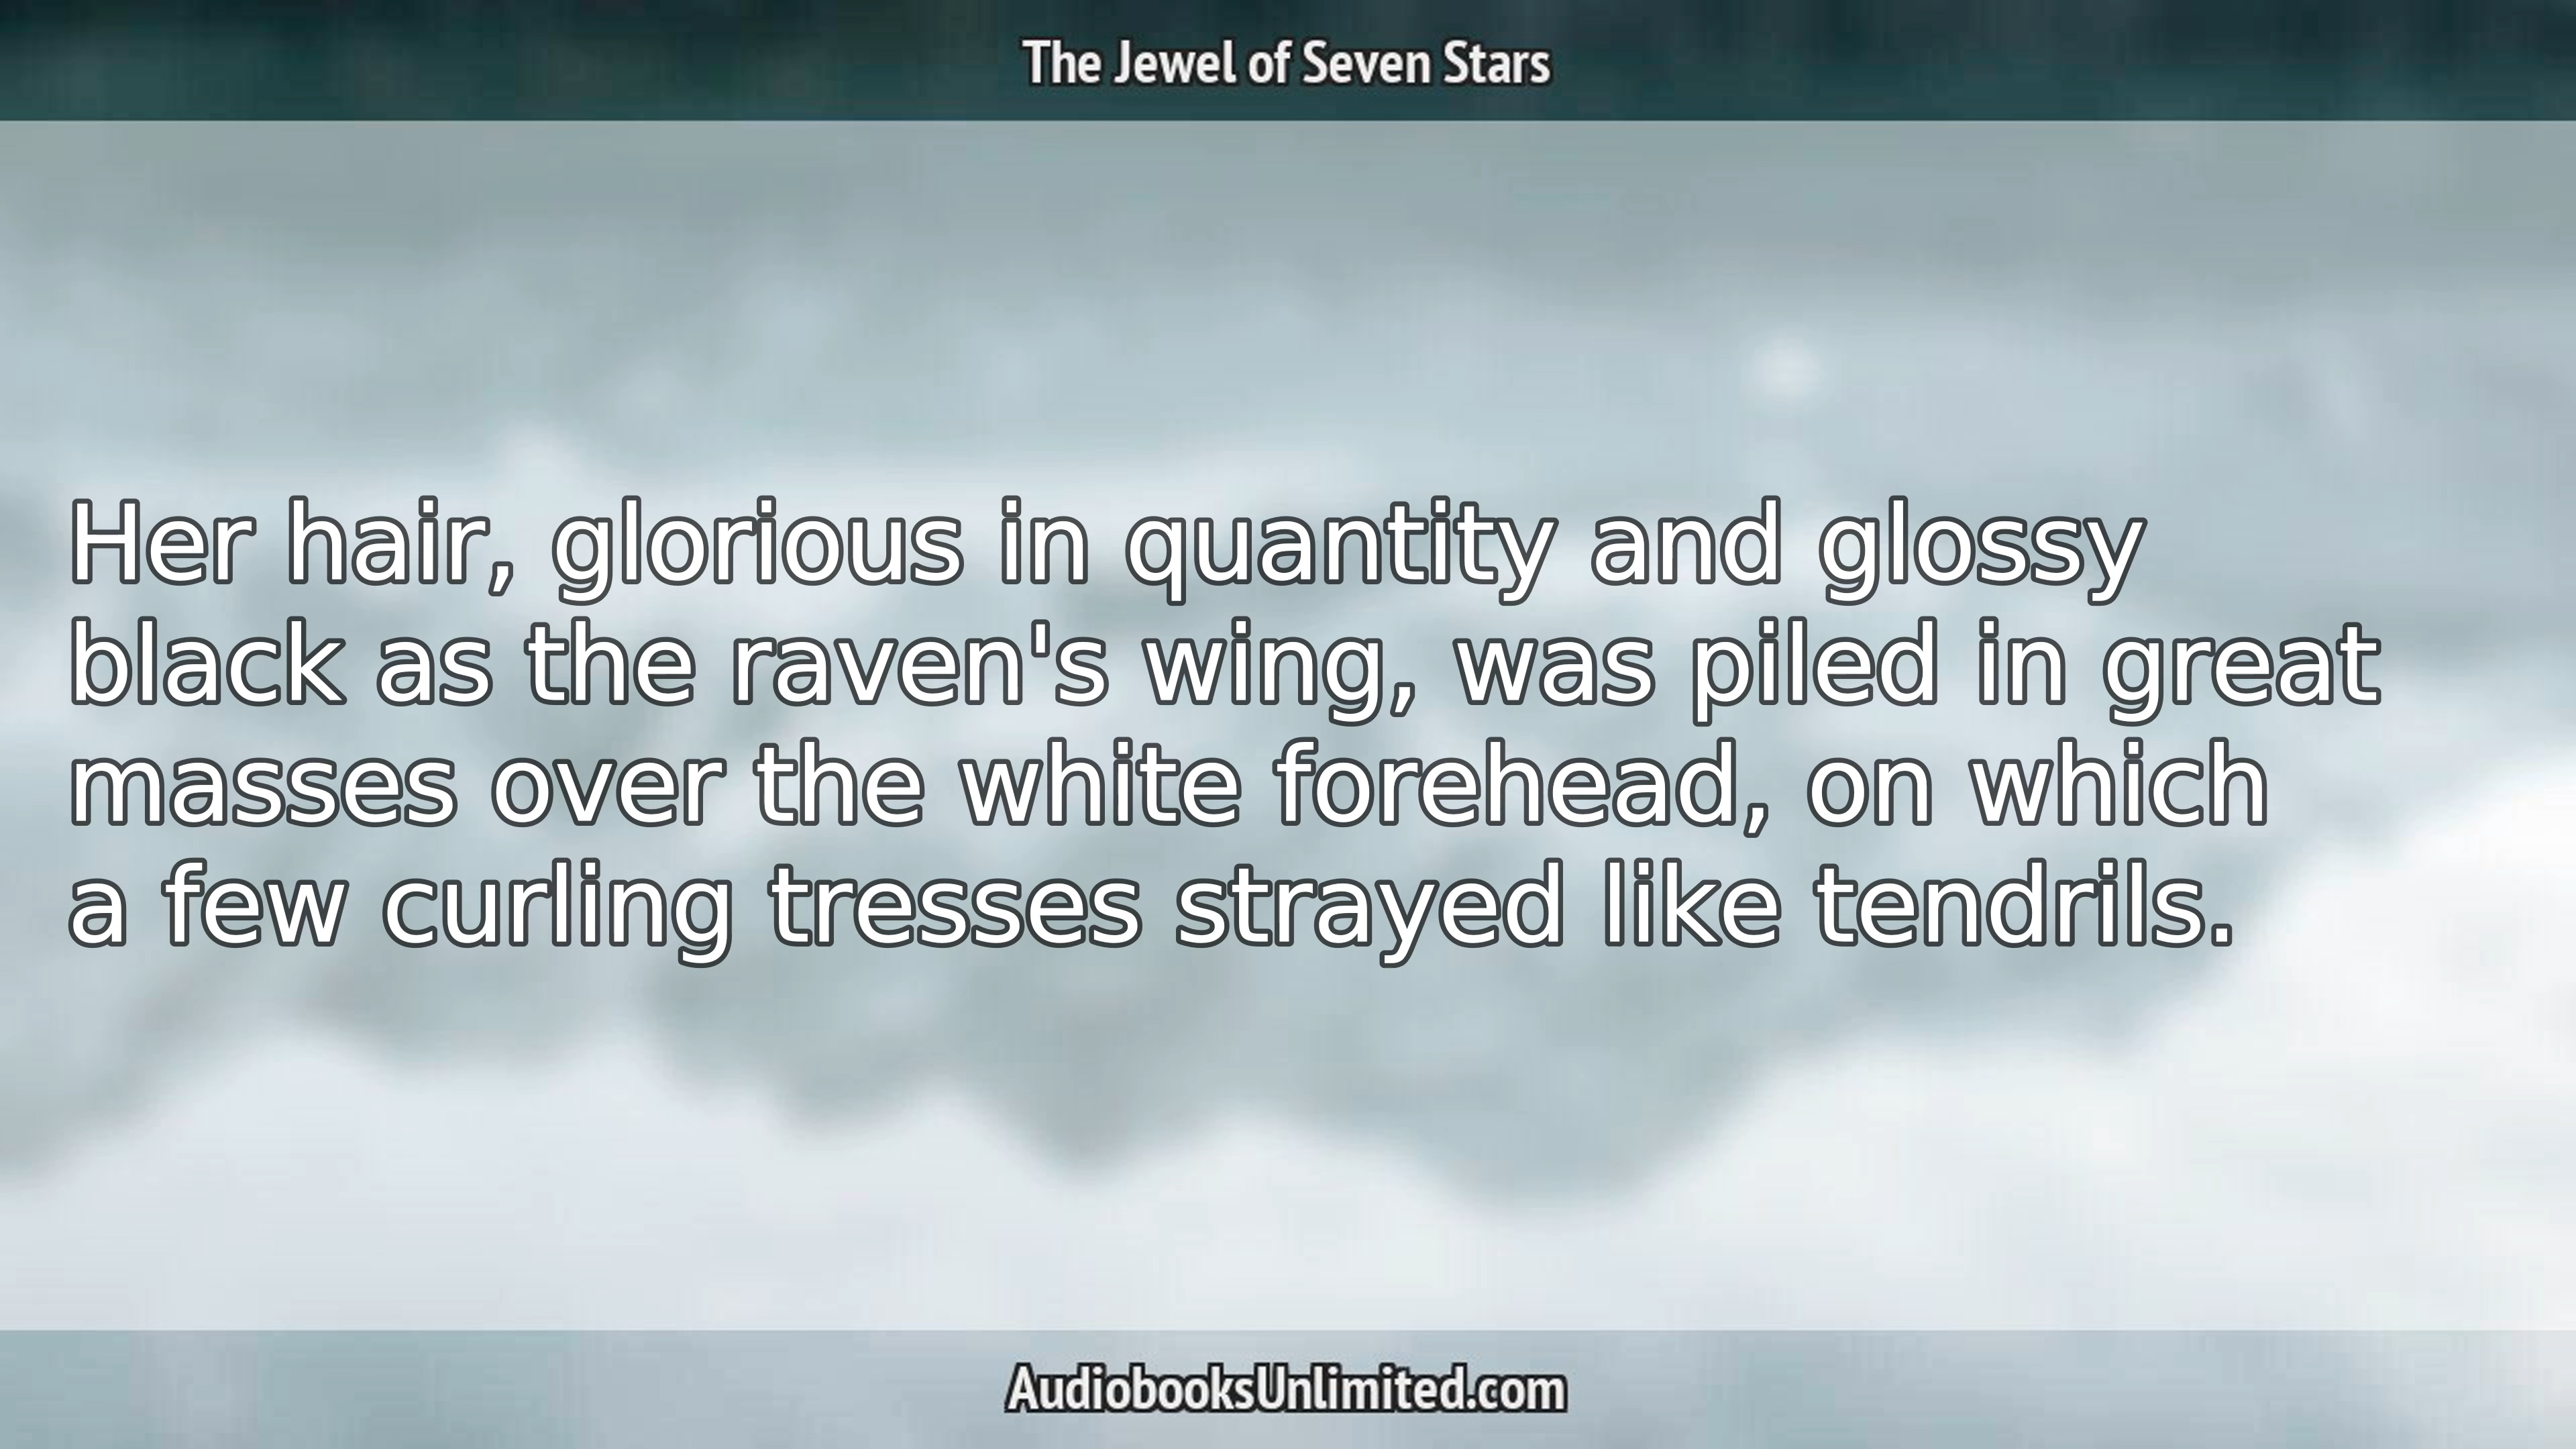 The Jewel of Seven Stars
Her hair, glorious in quantity and glossy
black as the raven's wing, was piled in great
masses over the white forehead, on which
a few curling tresses strayed like tendrils.
AudiobooksUnlimited.com